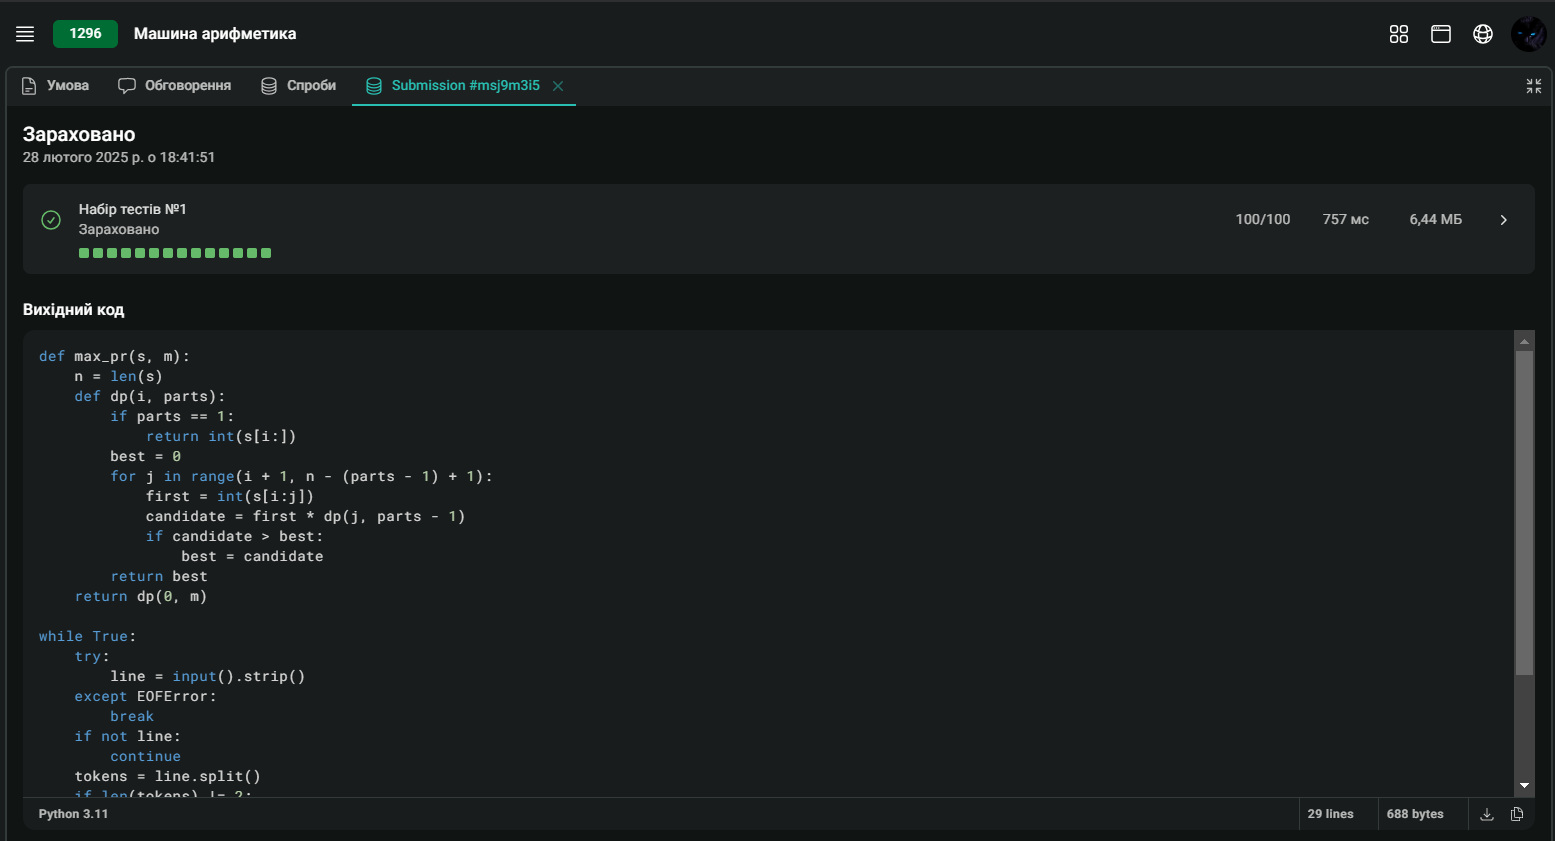 1296 Машина арифметика
Умова Обговорення Спроби Submission #msj9m3i5
Зараховано
28 лютого 2025 р. о 18:41:51
Набір тестів №1
Зараховано
100/100 757 мс 6,44 МБ
Вихідний код
def max_pr(s, m):
    n = len(s)
    def dp(i, parts):
        if parts == 1:
            return int(s[i:])
        best = 0
        for j in range(i + 1, n - (parts - 1) + 1):
            first = int(s[i:j])
            candidate = first * dp(j, parts - 1)
            if candidate > best:
                best = candidate
        return best
    return dp(0, m)
while True:
    try:
        line = input().strip()
    except EOFError:
        break
    if not line:
        continue
    tokens = line.split()
    if len(tokens) != 2:
Python 3.11 29 lines 688 bytes